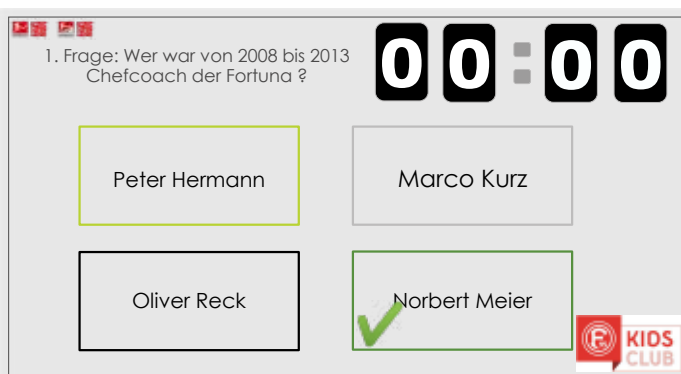 1. Frage: Wer war von 2008 bis 2013
Chefcoach der Fortuna ?
00:00
Peter Hermann
Marco Kurz
Oliver Reck
Norbert Meier
F KIDS
CLUB